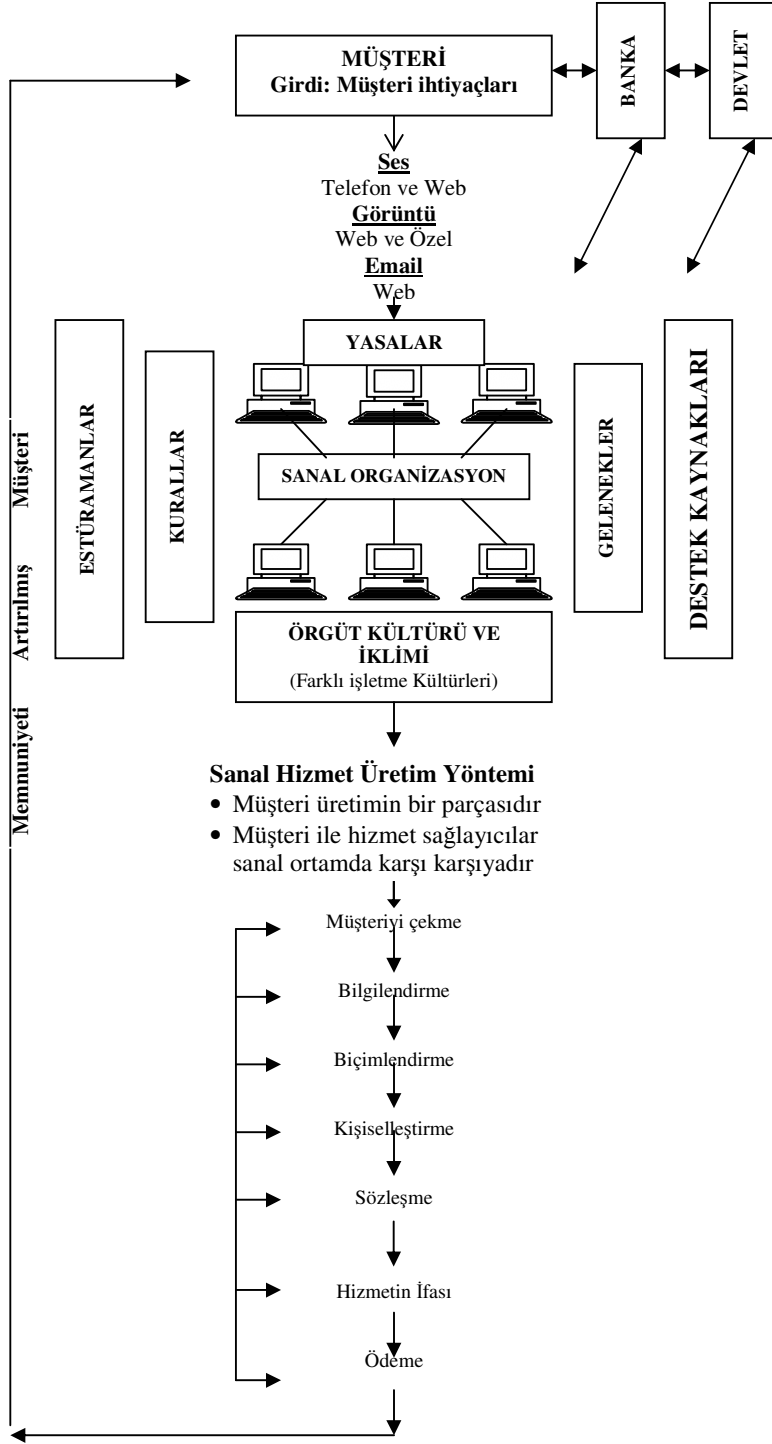 MÜŞTERİ
Girdi: Müşteri ihtiyaçları
BANKA
DEVLET
Ses
Telefon ve Web
Görüntü
Web ve Özel
Email
Web
YASALAR
ESTÜRAMANLAR
KURALLAR
SANAL ORGANİZASYON
GELENEKLER
DESTEK KAYNAKLARI
ÖRGÜT KÜLTÜRÜ VE
İKLİMİ
(Farklı işletme Kültürleri)
Memnuniyeti Artırılmış Müşteri
Sanal Hizmet Üretim Yöntemi
• Müşteri üretimin bir parçasıdır
• Müşteri ile hizmet sağlayıcılar
sanal ortamda karşı karşıyadır
Müşteriyi çekme
Bilgilendirme
Biçimlendirme
Kişiselleştirme
Sözleşme
Hizmetin İfası
Ödeme